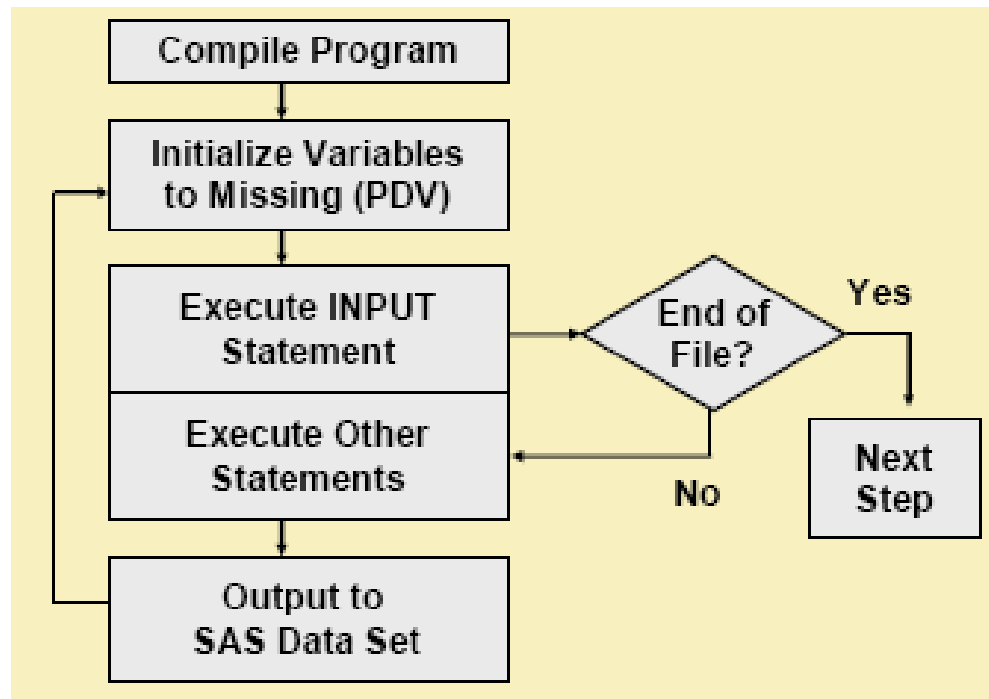 Compile Program
Initialize Variables
to Missing (PDV)
Execute INPUT
Statement
End of
File?
Yes
Execute Other
Statements
No
Next
Step
Output to
SAS Data Set